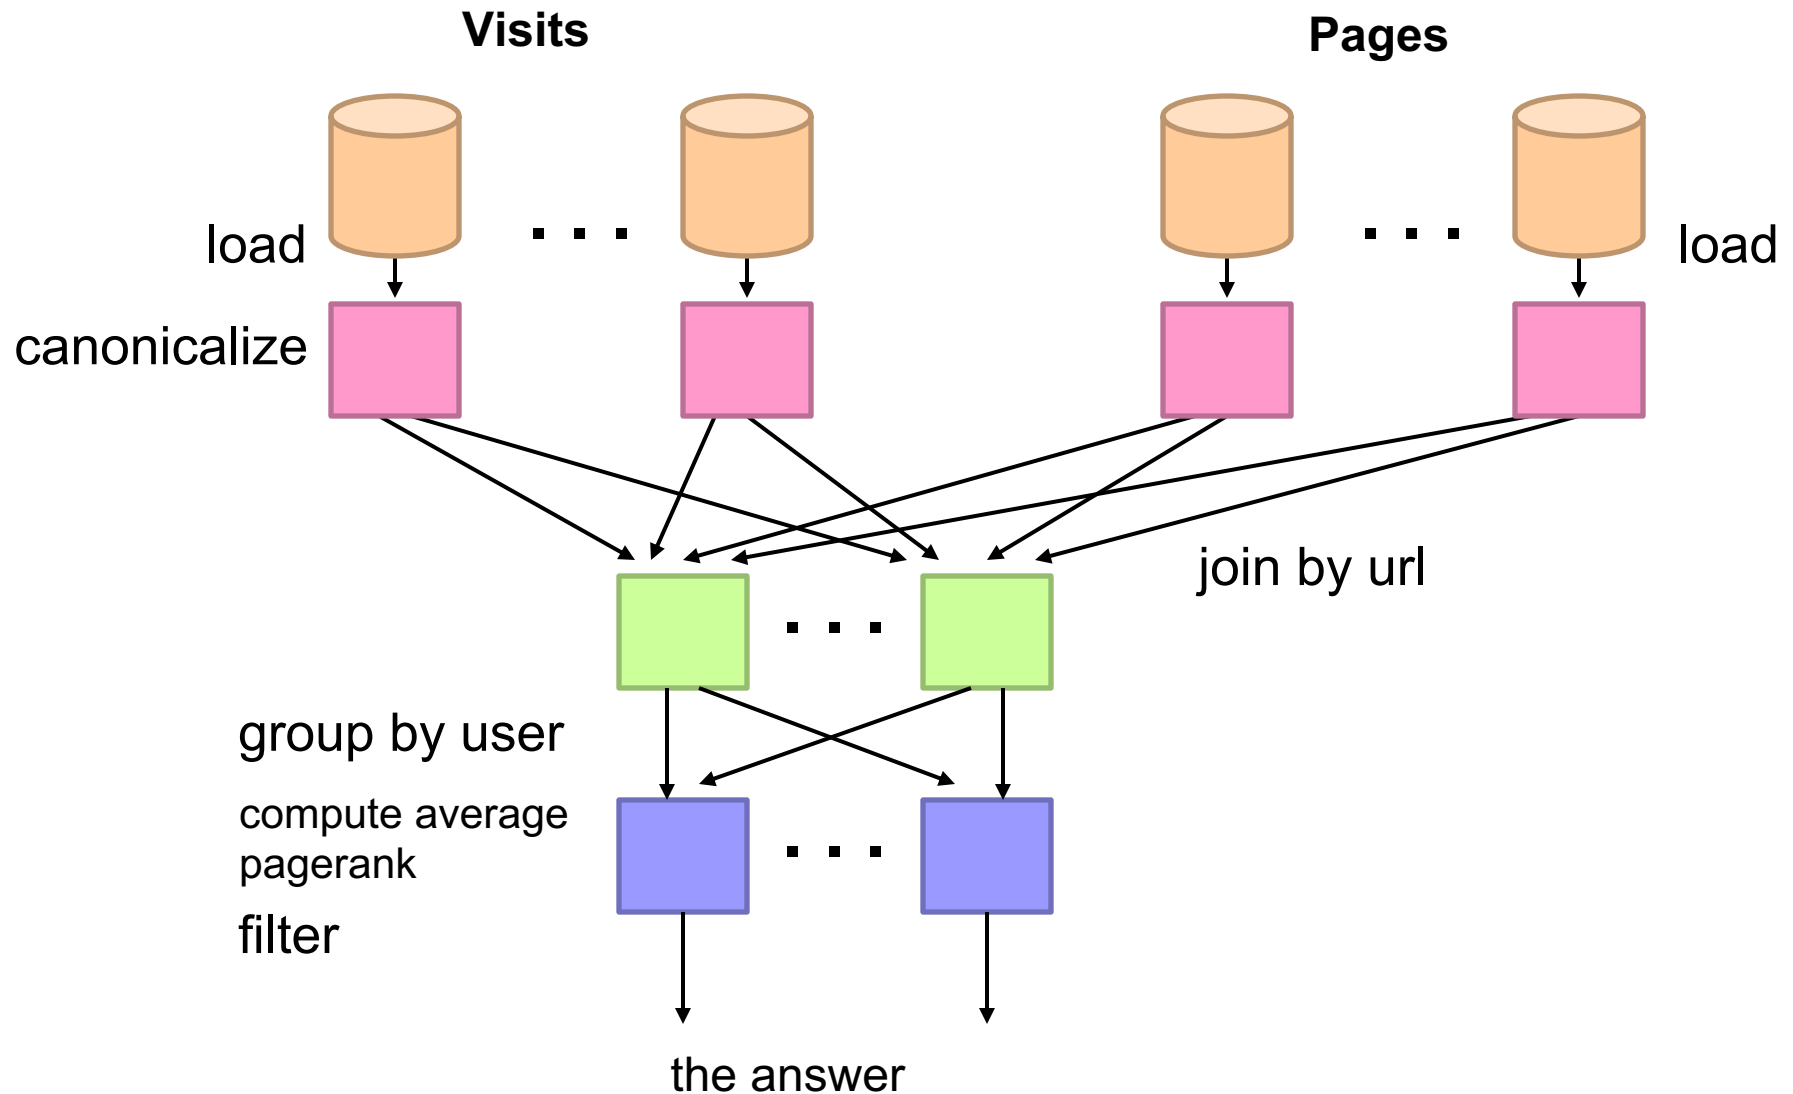 Visits
Pages
load
load
canonicalize
join by url
group by user
compute average
pagerank
filter
the answer